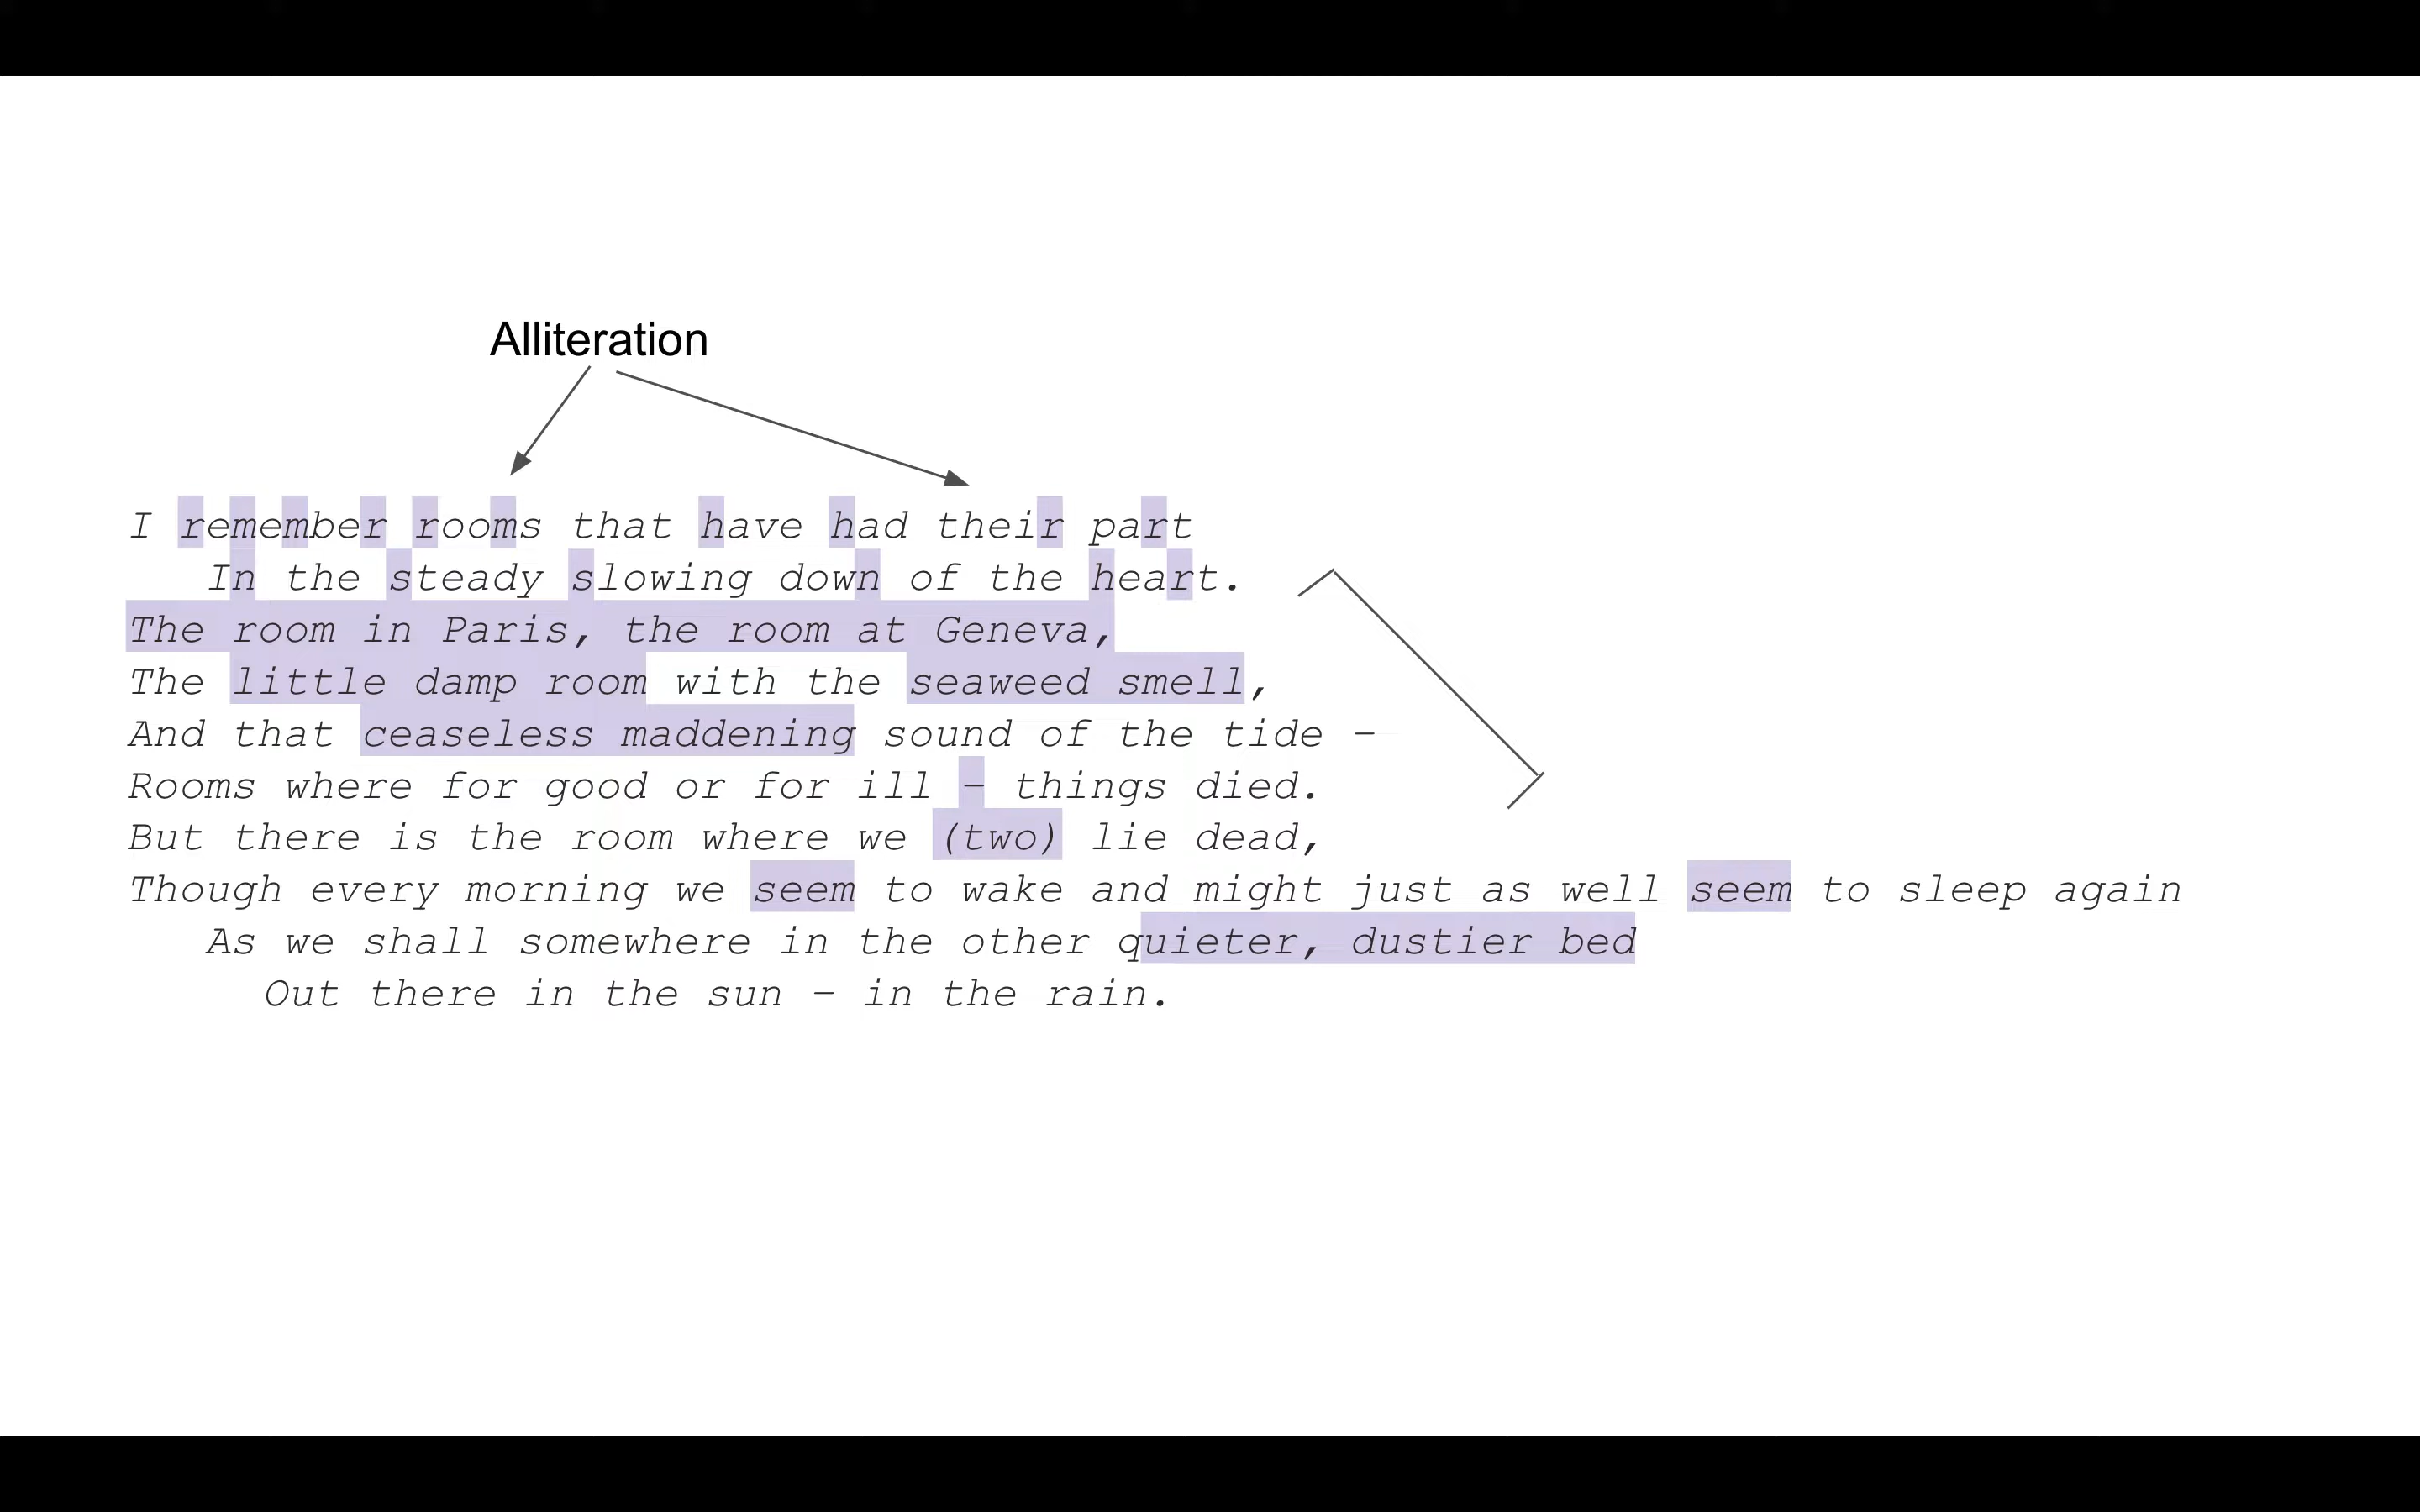 Alliteration
I remember rooms that have had their part
In the steady slowing down of the heart.
The room in Paris, the room at Geneva,
The little damp room with the seaweed smell,
And that ceaseless maddening sound of the tide –
Rooms where for good or for ill – things died.
But there is the room where we (two) lie dead,
Though every morning we seem to wake and might just as well seem to sleep again
As we shall somewhere in the other quieter, dustier bed
Out there in the sun – in the rain.